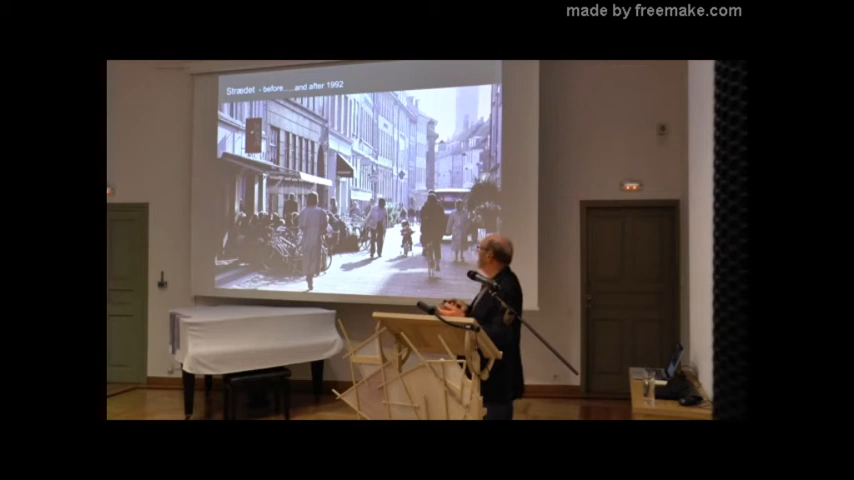 made by freemake.com
Strædet - before.....and after 1992